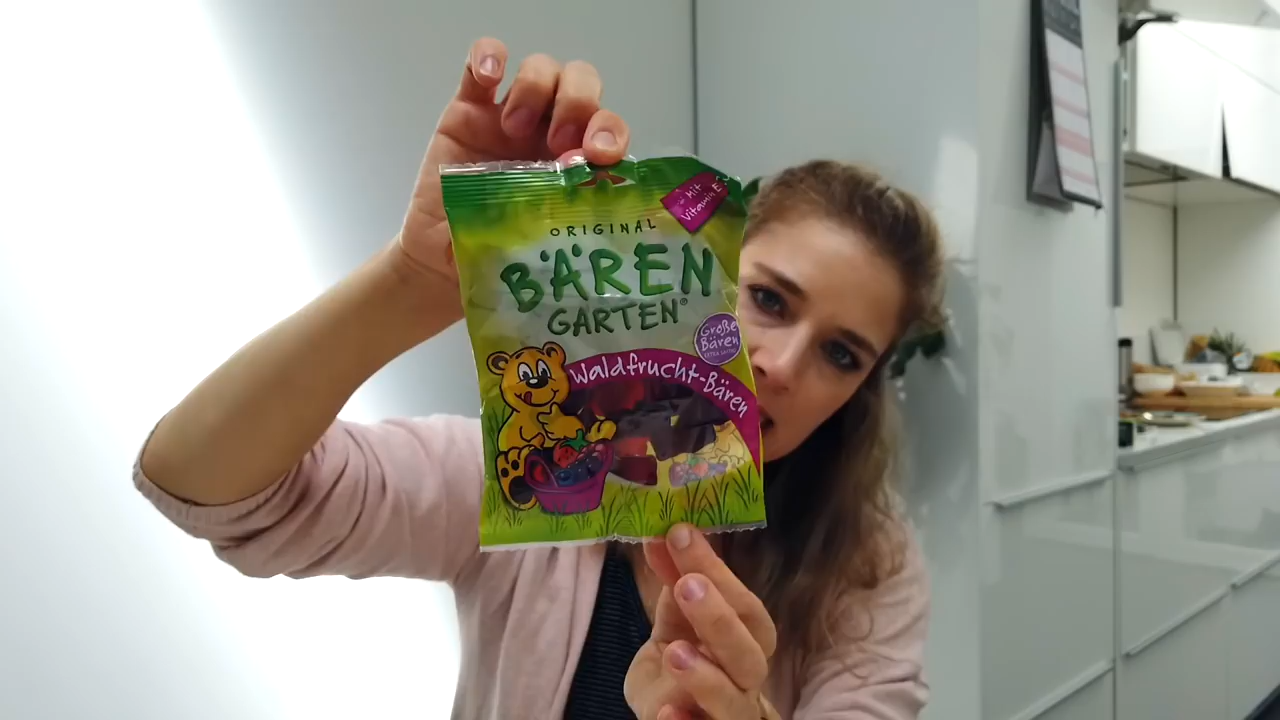 Mit
Vitamin E
ORIGINAL
BÄREN
GARTEN®
Große
Bären
Waldfrucht-Bären